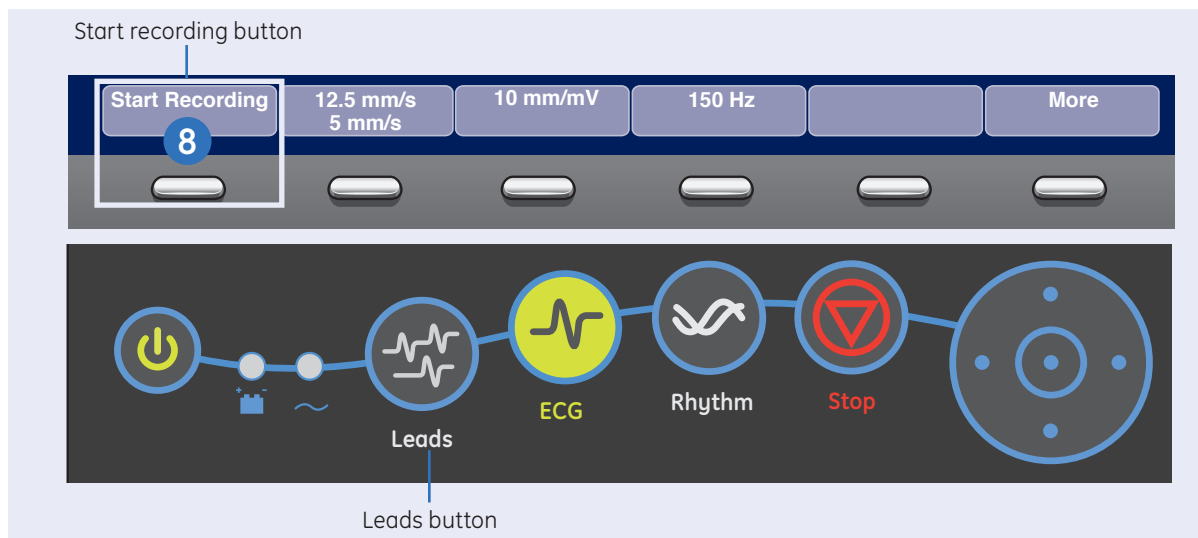 Start recording button
Start Recording
8
12.5 mm/s
5 mm/s
10 mm/mV
150 Hz
More
Leads
ECG
Rhythm
Stop
Leads button